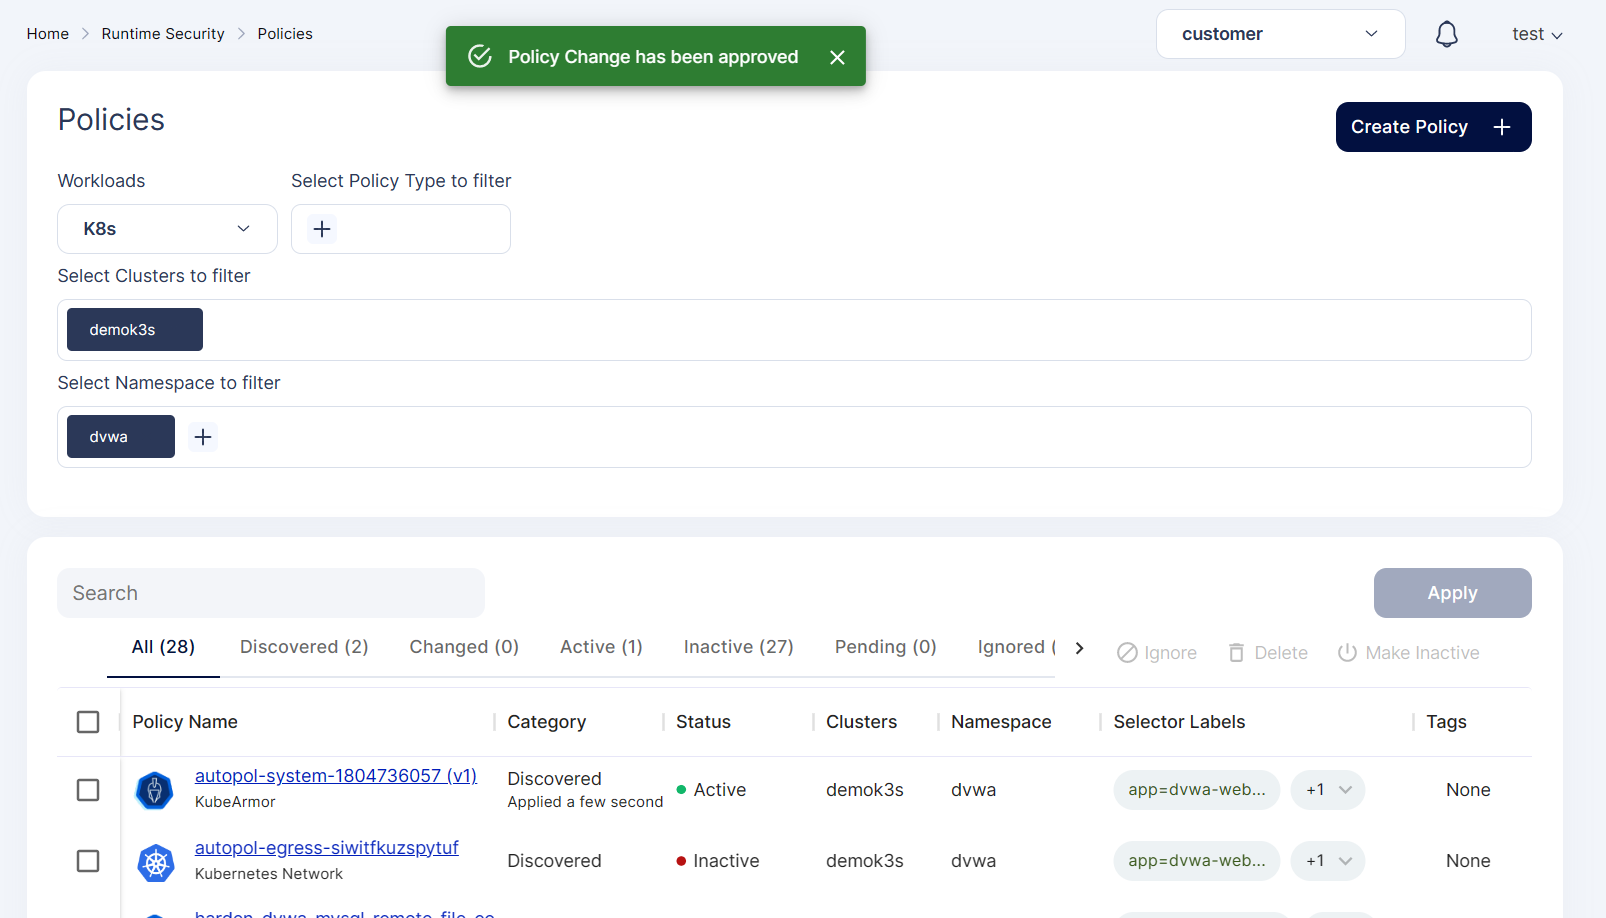 Home > Runtime Security > Policies
Policy Change has been approved
customer
test
Policies
Create Policy +
Workloads
Select Policy Type to filter
K8s
+
Select Clusters to filter
demok3s
Select Namespace to filter
dvwa +
Search
Apply
All (28) Discovered (2) Changed (0) Active (1) Inactive (27) Pending (0) Ignored (
Ignore Delete Make Inactive
Policy Name Category Status Clusters Namespace Selector Labels Tags
autopol-system-1804736057 (v1)
KubeArmor
Discovered
Applied a few second
Active demok3s dvwa app=dvwa-web... +1 None
autopol-egress-siwitfkuzspytuf
Kubernetes Network
Discovered Inactive demok3s dvwa app=dvwa-web... +1 None